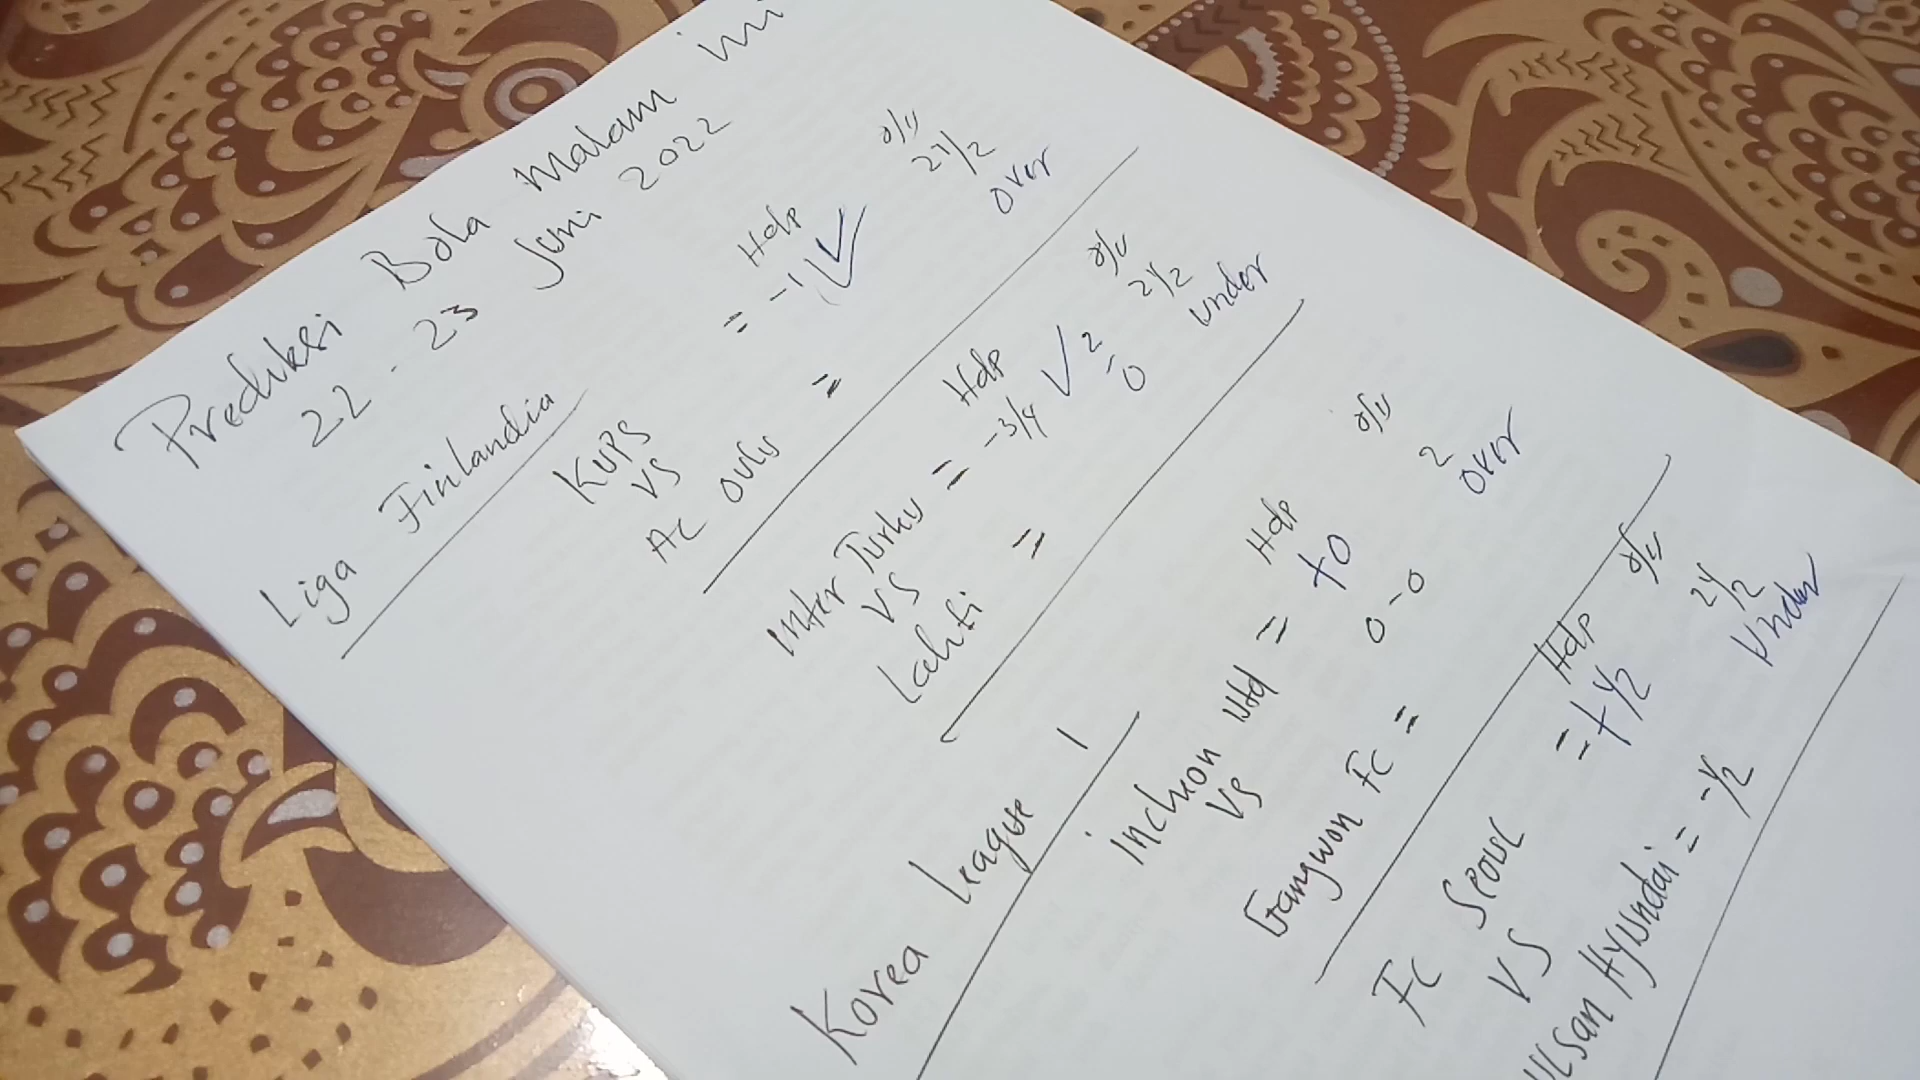 Prediksi Bola Malam ini
22 - 23 Juni 2022
Liga Finlandia
Hdp o/u
KUPS = -1 2 1/2
VS Over
AC OULU =
Hdp o/u
inter Turku = -3/4 2 1/2
VS 2-0 Under
Lahti =
Korea League 1
Hdp o/u
incheon Utd = +0 2
VS 0-0 Over
Gangwon Fc =
Hdp o/u
Fc Seoul = + 1/2 2 1/2
VS Under
ULSan Hyundai = - 1/2